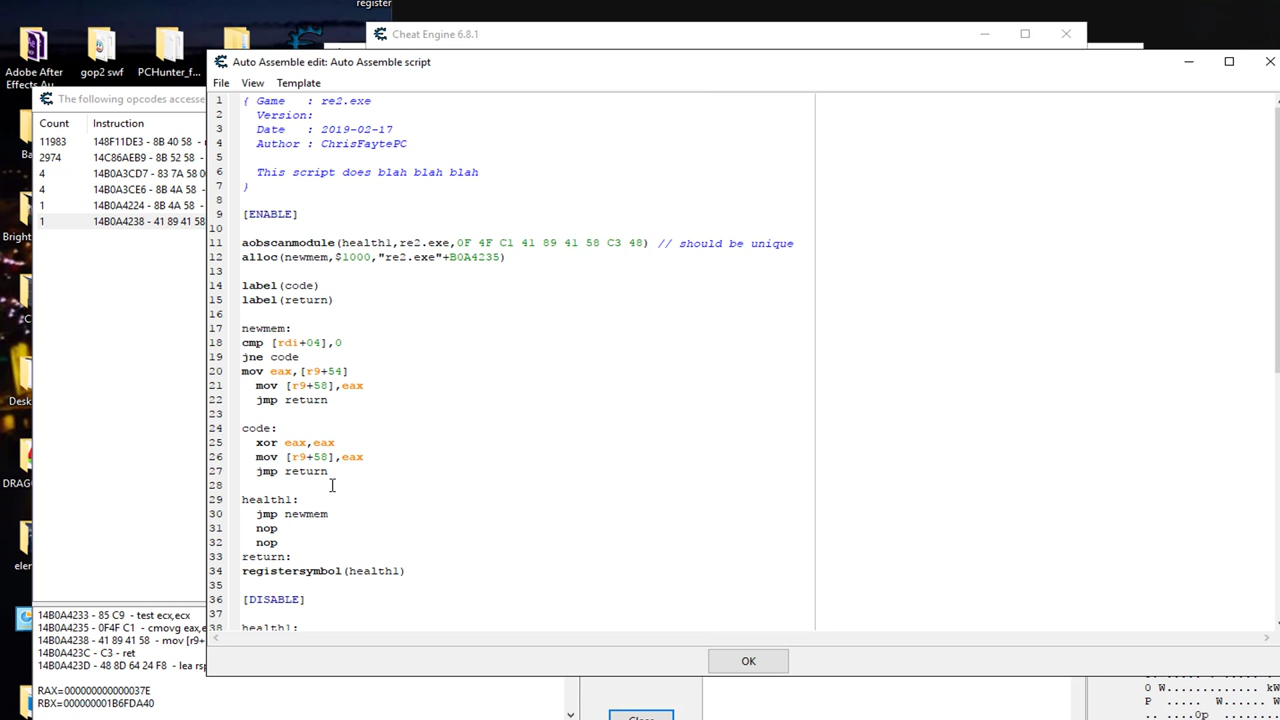 register
Cheat Engine 6.8.1
Adobe After
Effects Au
gop2 swf
PCHunter_f...
Auto Assemble edit: Auto Assemble script
File View Template
The following opcodes accesse
Count Instruction
11983 148F11DE3 - 8B 40 58 -
2974 14C86AEB9 - 8B 52 58 -
4 14B0A3CD7 - 83 7A 58 00
4 14B0A3CE6 - 8B 4A 58 -
1 14B0A4224 - 8B 4A 58 -
1 14B0A4238 - 41 89 41 58
1 { Game : re2.exe
2 Version:
3 Date : 2019-02-17
4 Author : ChrisFaytePC
5
6 This script does blah blah blah
7 }
8
9 [ENABLE]
10
11 aobscanmodule(health1,re2.exe,0F 4F C1 41 89 41 58 C3 48) // should be unique
12 alloc(newmem,$1000,"re2.exe"+B0A4235)
13
14 label(code)
15 label(return)
16
17 newmem:
18 cmp [rdi+04],0
19 jne code
20 mov eax,[r9+54]
21 mov [r9+58],eax
22 jmp return
23
24 code:
25 xor eax,eax
26 mov [r9+58],eax
27 jmp return
28
29 health1:
30 jmp newmem
31 nop
32 nop
33 return:
34 registersymbol(health1)
35
36 [DISABLE]
37
38 health1:
OK
14B0A4233 - 85 C9 - test ecx,ecx
14B0A4235 - 0F4F C1 - cmovg eax,e
14B0A4238 - 41 89 41 58 - mov [r9+
14B0A423C - C3 - ret
14B0A423D - 48 8D 64 24 F8 - lea rsp
RAX=000000000000037E
RBX=000000001B6FDA40
Close
Bright
Desk
DRAG
elen
O W............ kW
P ...... W......W
.....Op